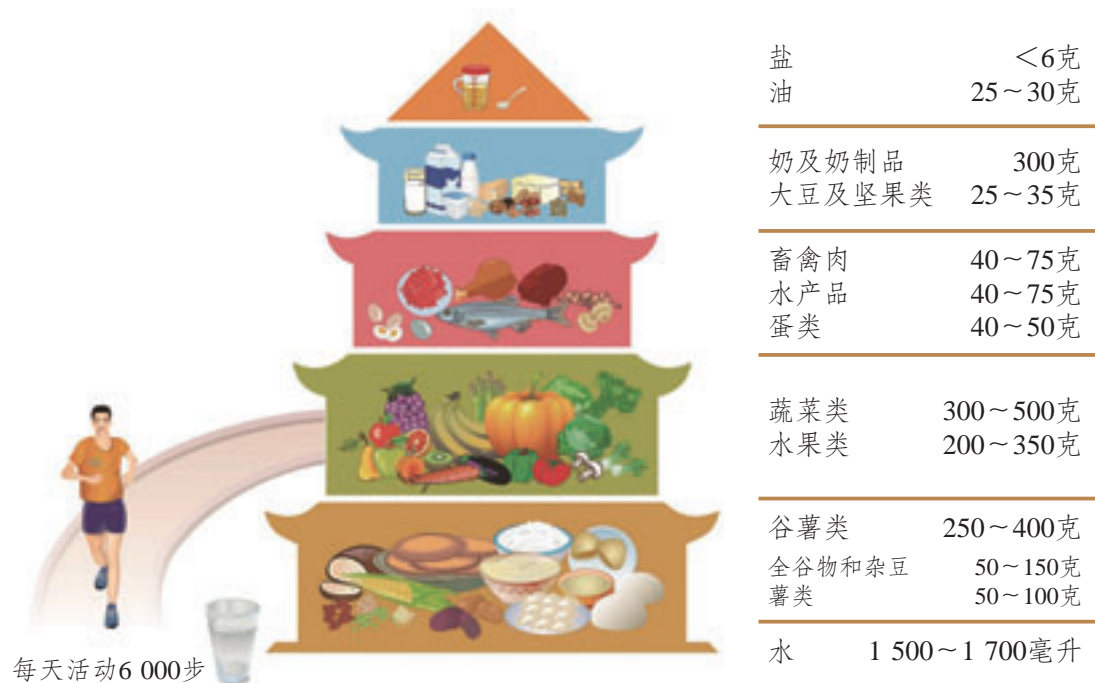 盐 <6克
油 25～30克
奶及奶制品 300克
大豆及坚果类 25～35克
畜禽肉 40～75克
水产品 40～75克
蛋类 40～50克
蔬菜类 300～500克
水果类 200～350克
谷薯类 250～400克
全谷物和杂豆 50～150克
薯类 50～100克
水 1 500～1 700毫升
每天活动6 000步